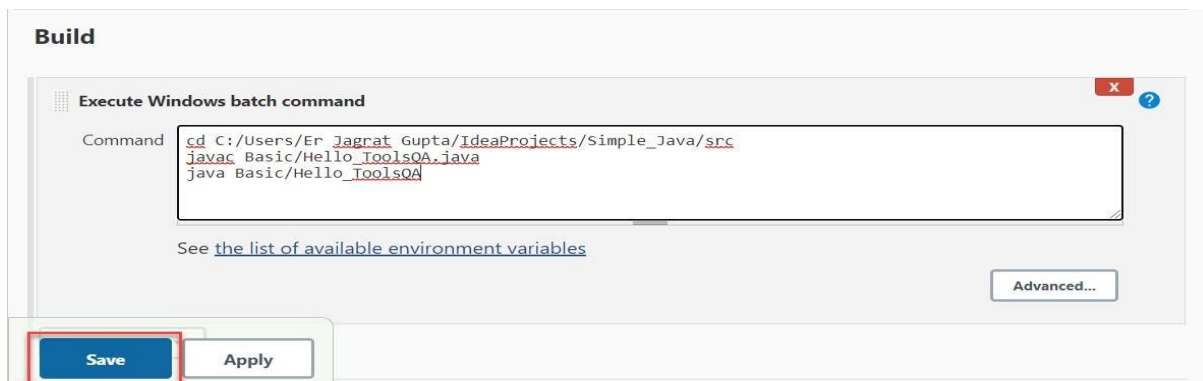 Build
Execute Windows batch command
X
?
Command
cd C:/Users/Er Jagrat Gupta/IdeaProjects/Simple_Java/src
javac Basic/Hello_ToolsQA.java
java Basic/Hello_ToolsQA
See the list of available environment variables
Advanced...
Save
Apply